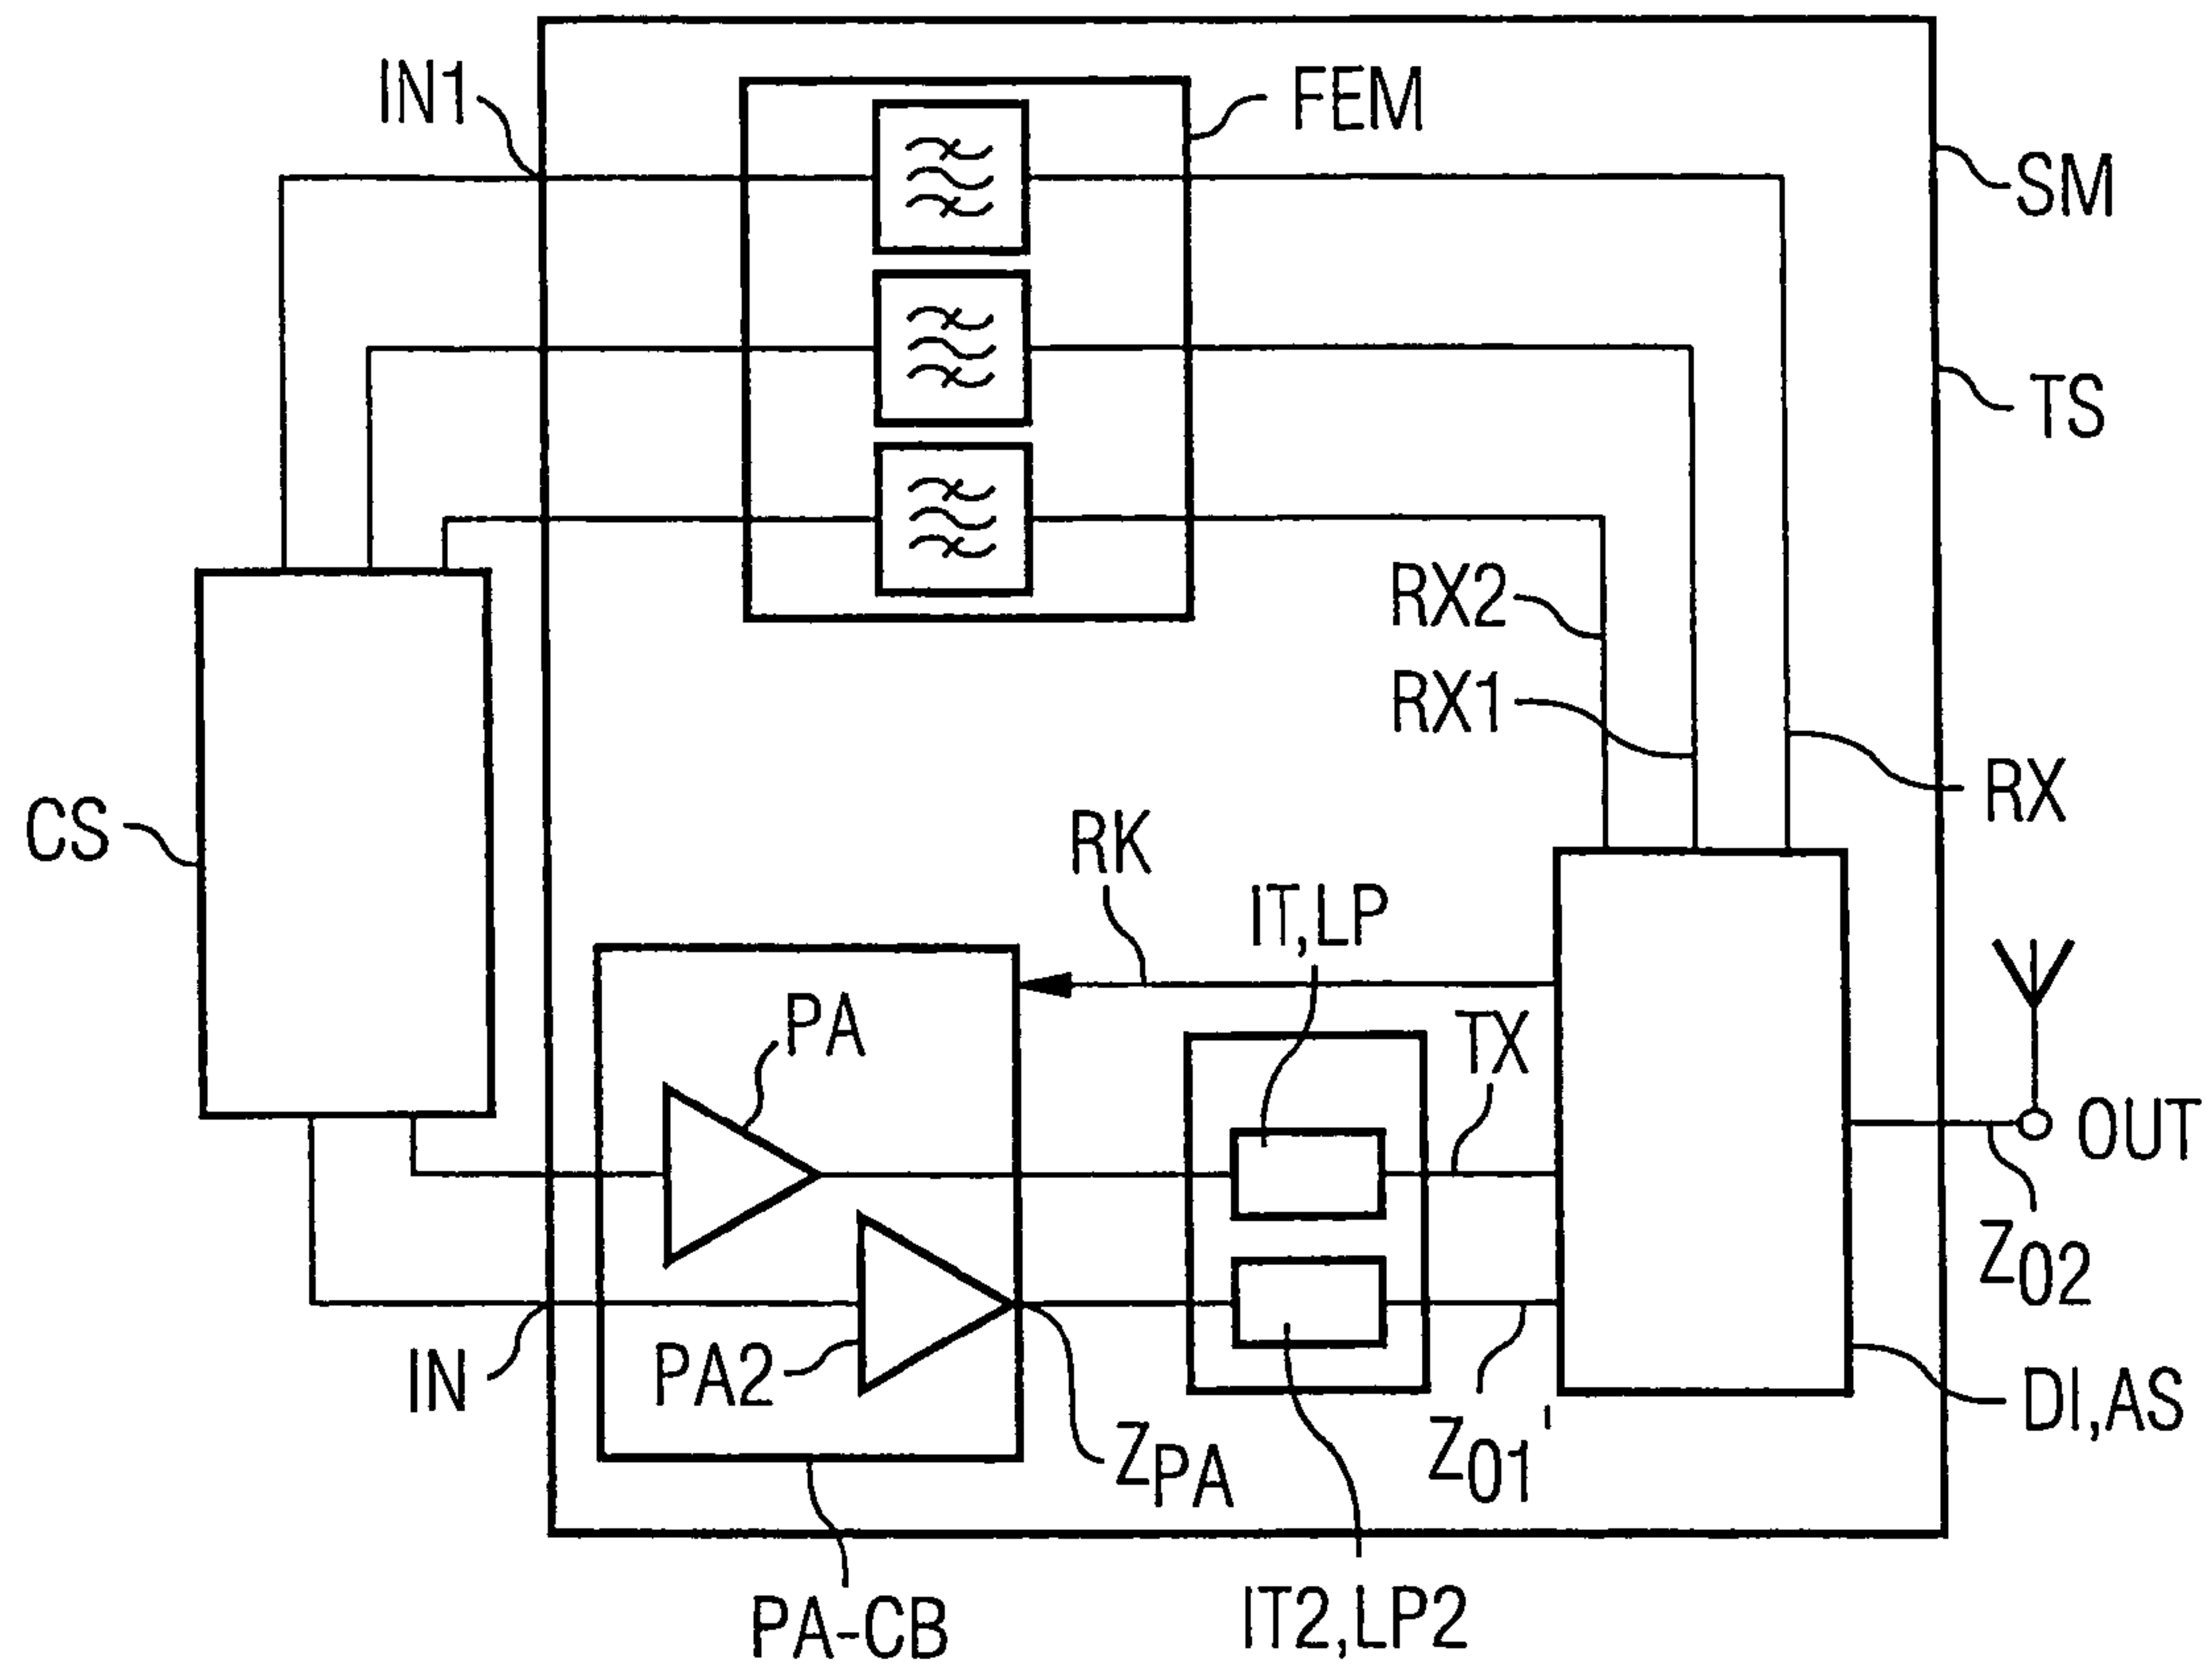 IN1
FEM
SM
TS
RX2
RX1
RX
CS
RK
IT,LP
PA
TX
OUT
Z02
IN
PA2
ZPA
Z01'
DI,AS
PA-CB
IT2,LP2